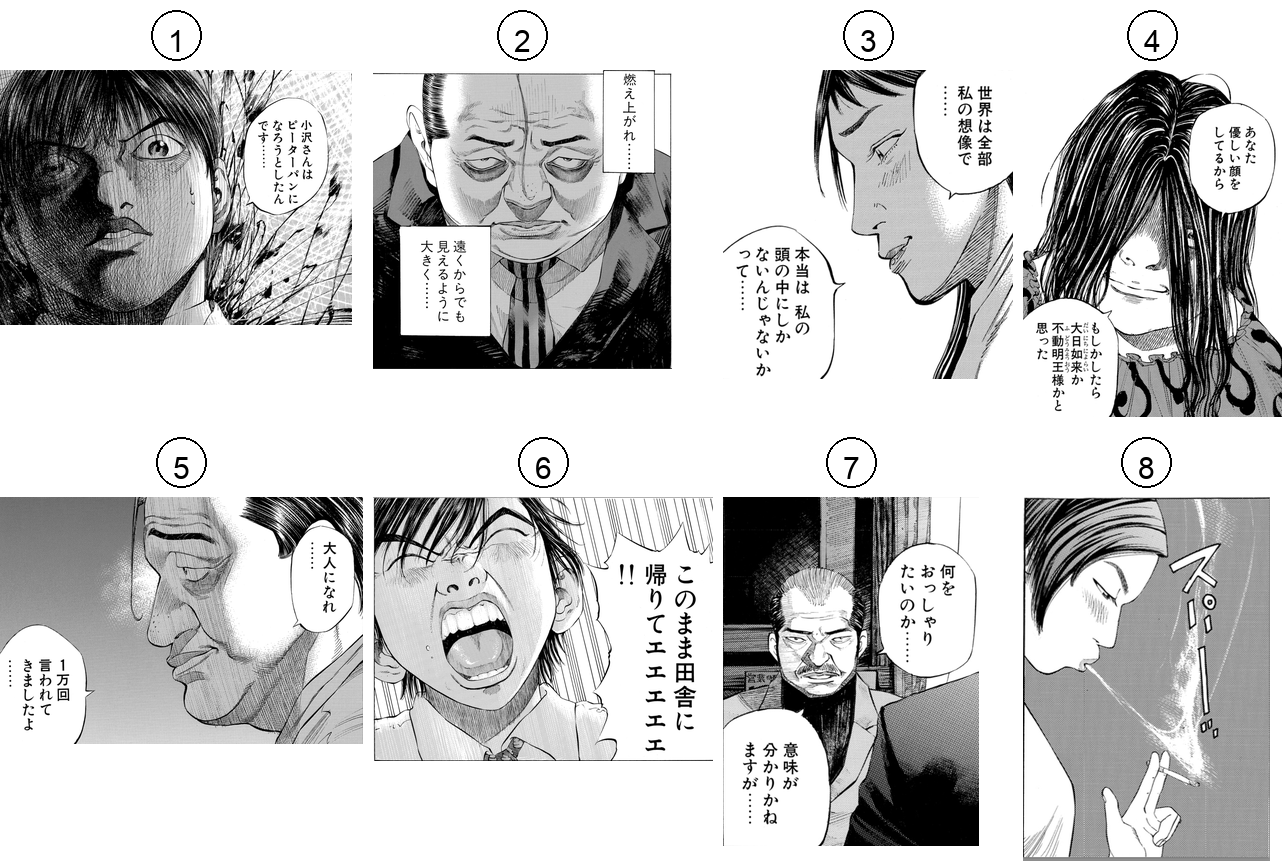 1
小沢さんは
ピーターパンに
なろうとしたん
です……
2
燃え上がれ……
遠くからでも
見えるように
大きく……
3
世界は全部
私の想像で
……
本当は 私の
頭の中にしか
ないんじゃないか
って……
4
あなた
優しい顔を
してるから
もしかしたら
大日如来か
不動明王様かと
思った
5
大人になれ
……
1万回
言われて
きましたよ
……
6
このまま田舎に
帰りてエエエエエ
!!
7
何を
おっしゃり
たいのか……
意味が
分かりかね
ますが……
8
スパーー